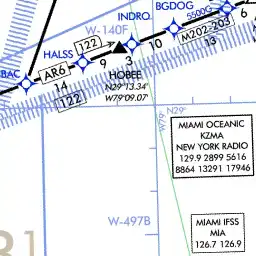 BGDOG
INDRO
5500G
6
W-140F
M202-203
HALSS
122
10
13
3
BAC
AR6
9
HOBEE
14
N29°13.34'
W79°09.07'
122
N29°
W79°
MIAMI OCEANIC
KZMA
NEW YORK RADIO
129.9 2899 5616
8864 13291 17946
W-497B
MIAMI IFSS
MIA
126.7 126.9